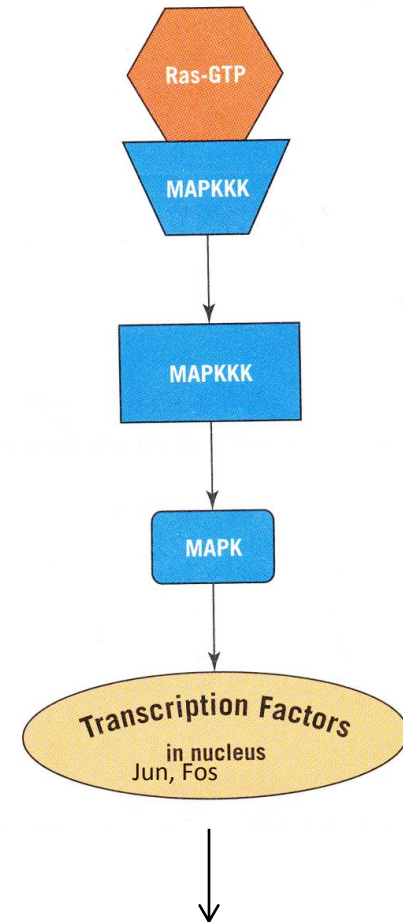 Ras-GTP
MAPKKK
MAPKKK
MAPK
Transcription Factors
in nucleus
Jun, Fos